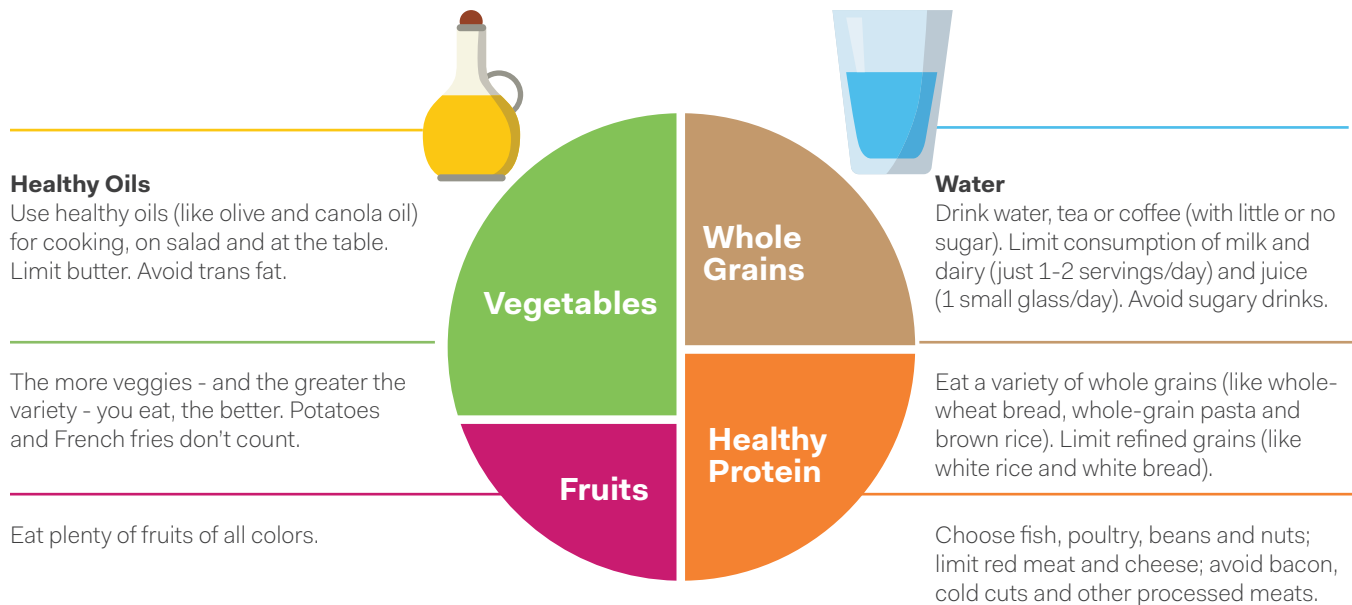 Healthy Oils
Use healthy oils (like olive and canola oil)
for cooking, on salad and at the table.
Limit butter. Avoid trans fat.
The more veggies - and the greater the
variety - you eat, the better. Potatoes
and French fries don't count.
Eat plenty of fruits of all colors.
Vegetables
Fruits
Whole
Grains
Healthy
Protein
Water
Drink water, tea or coffee (with little or no
sugar). Limit consumption of milk and
dairy (just 1-2 servings/day) and juice
(1 small glass/day). Avoid sugary drinks.
Eat a variety of whole grains (like whole-
wheat bread, whole-grain pasta and
brown rice). Limit refined grains (like
white rice and white bread).
Choose fish, poultry, beans and nuts;
limit red meat and cheese; avoid bacon,
cold cuts and other processed meats.